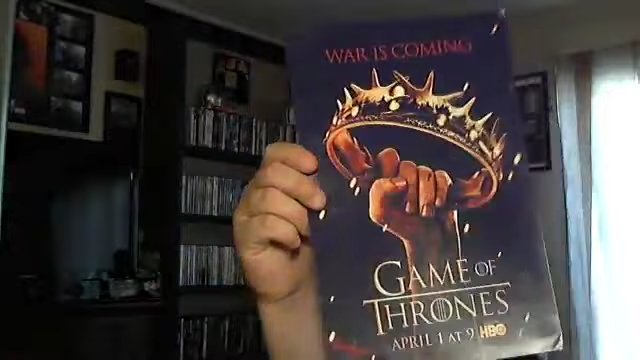 WAR IS COMING
GAME OF
THRONES
APRIL 1 AT 9 HBO